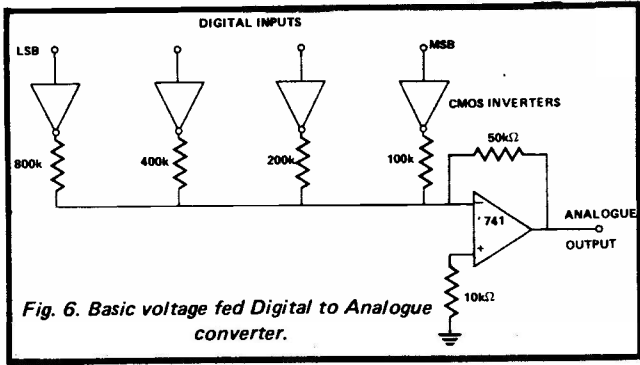 DIGITAL INPUTS
LSB
MSB
CMOS INVERTERS
50kΩ
800k
400k
200k
100k
741
ANALOGUE
OUTPUT
10kΩ
Fig. 6. Basic voltage fed Digital to Analogue
converter.